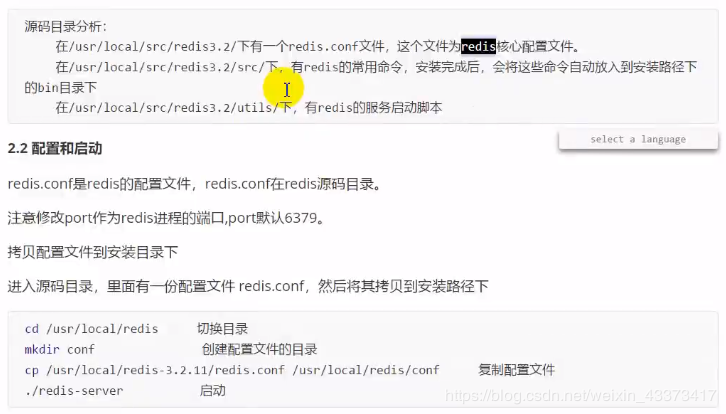 源码目录分析：
在/usr/local/src/redis3.2/下有一个redis.conf文件，这个文件为redis核心配置文件。
在/usr/local/src/redis3.2/src/下，有redis的常用命令，安装完成后，会将这些命令自动放入到安装路径下
的bin目录下
在/usr/local/src/redis3.2/utils/下，有redis的服务启动脚本
select a language
2.2 配置和启动
redis.conf是redis的配置文件，redis.conf在redis源码目录。
注意修改port作为redis进程的端口,port默认6379。
拷贝配置文件到安装目录下
进入源码目录，里面有一份配置文件 redis.conf，然后将其拷贝到安装路径下
cd /usr/local/redis 切换目录
mkdir conf 创建配置文件的目录
cp /usr/local/redis-3.2.11/redis.conf /usr/local/redis/conf 复制配置文件
./redis-server 启动
https://blog.csdn.net/weixin_43373417